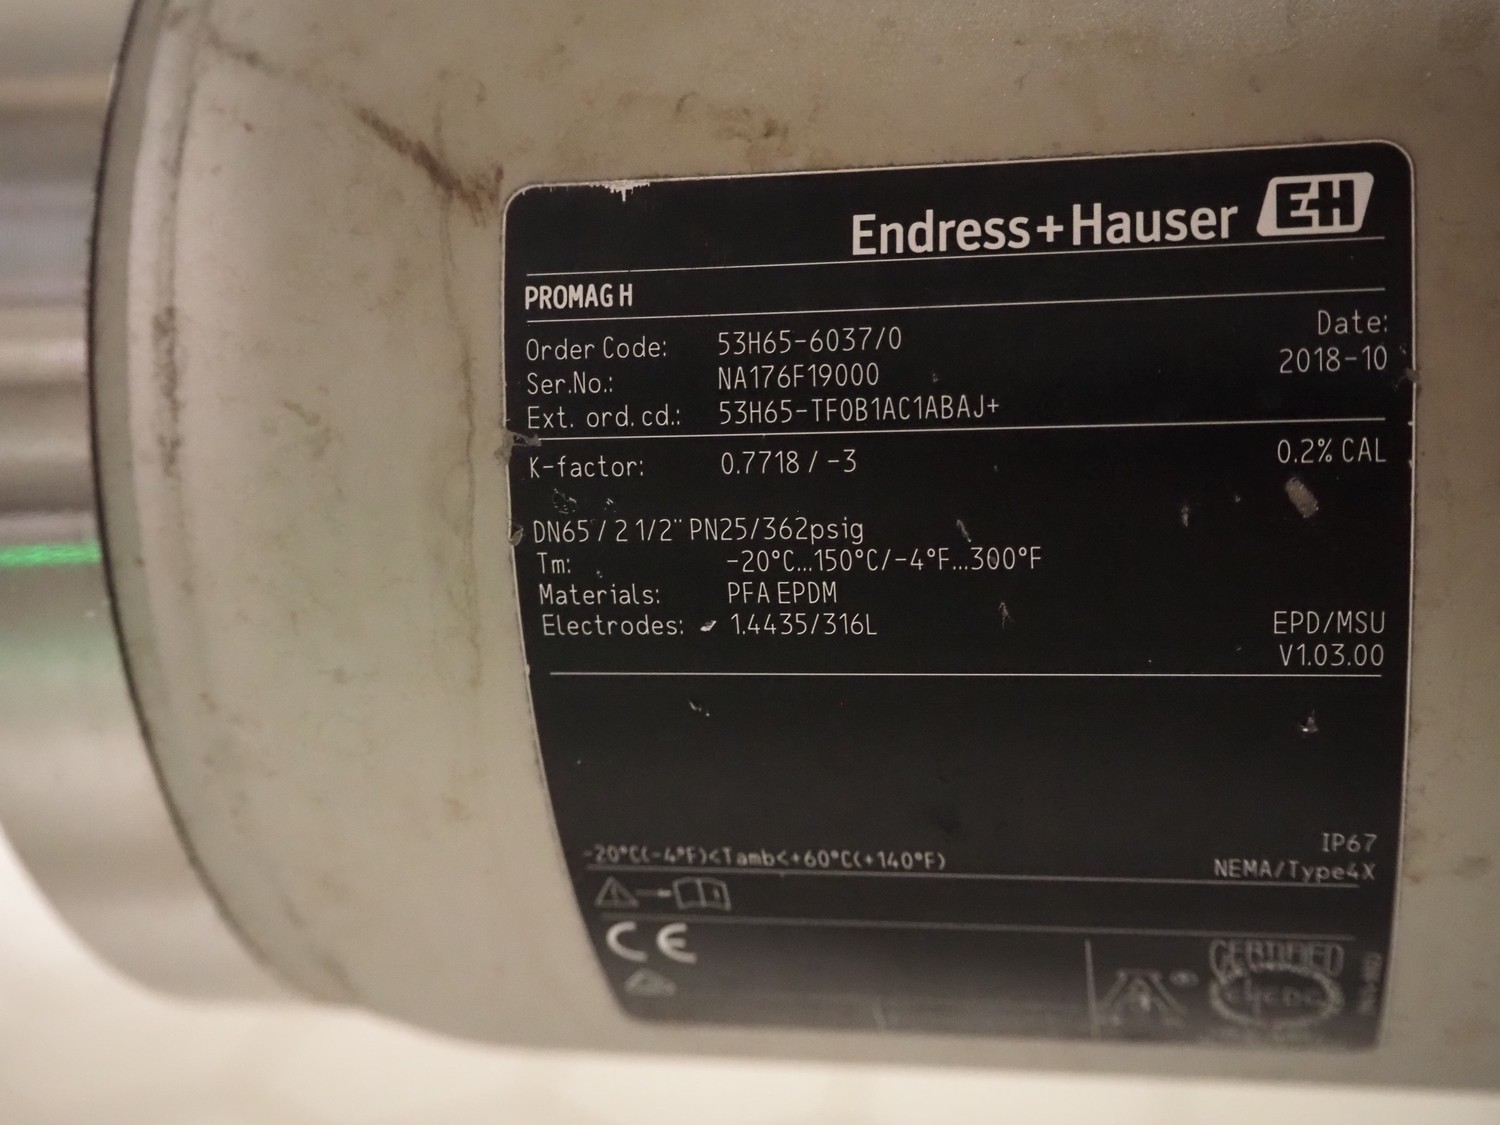 Endress+Hauser EH
PROMAG H
Date:
Order Code: 53H65-6037/0
2018-10
Ser.No.: NA176F19000
Ext. ord. cd.: 53H65-TF0B1AC1ABAJ+
K-factor: 0.7718 / -3
0.2% CAL
DN65 / 2 1/2" PN25/362psig
Tm: -20°C...150°C/-4°F...300°F
Materials: PFA EPDM
Electrodes: 1.4435/316L
EPD/MSU
V1.03.00
IP67
-20°C(-4°F)<Tamb<+60°C(+140°F)
NEMA/Type4X
CE
CERTIFIED
EHEDG